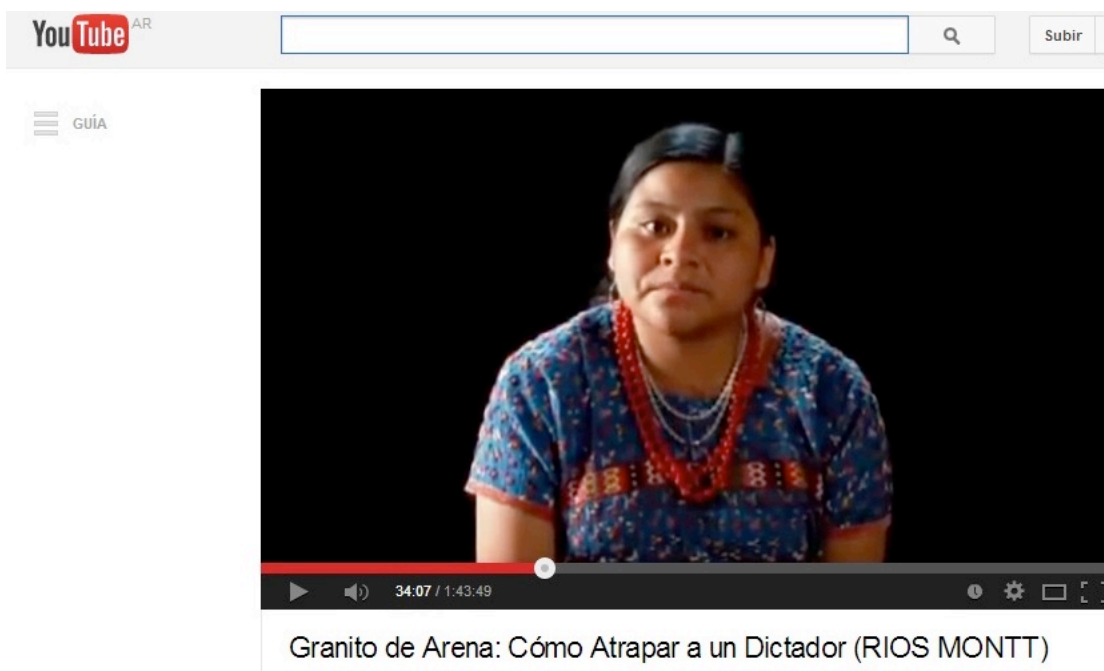 YouTube AR
Subir
GUÍA
34:07 / 1:43:49
Granito de Arena: Cómo Atrapar a un Dictador (RIOS MONTT)